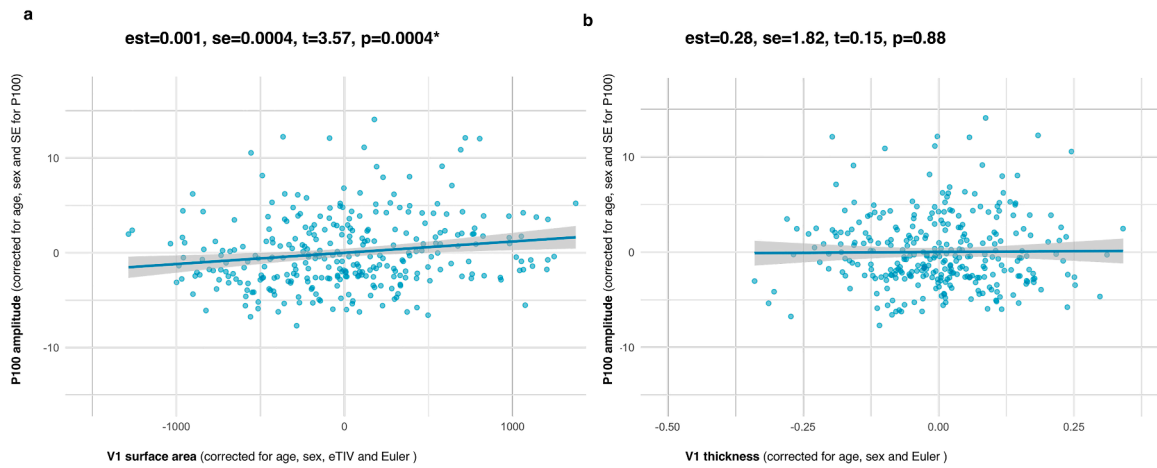 a
est=0.001, se=0.0004, t=3.57, p=0.0004*
P100 amplitude (corrected for age, sex and SE for P100)
10
0
-10
-1000
0
1000
V1 surface area (corrected for age, sex, eTIV and Euler )
b
est=0.28, se=1.82, t=0.15, p=0.88
P100 amplitude (corrected for age, sex and SE for P100)
10
0
-10
-0.50
-0.25
0.00
0.25
V1 thickness (corrected for age, sex and Euler )